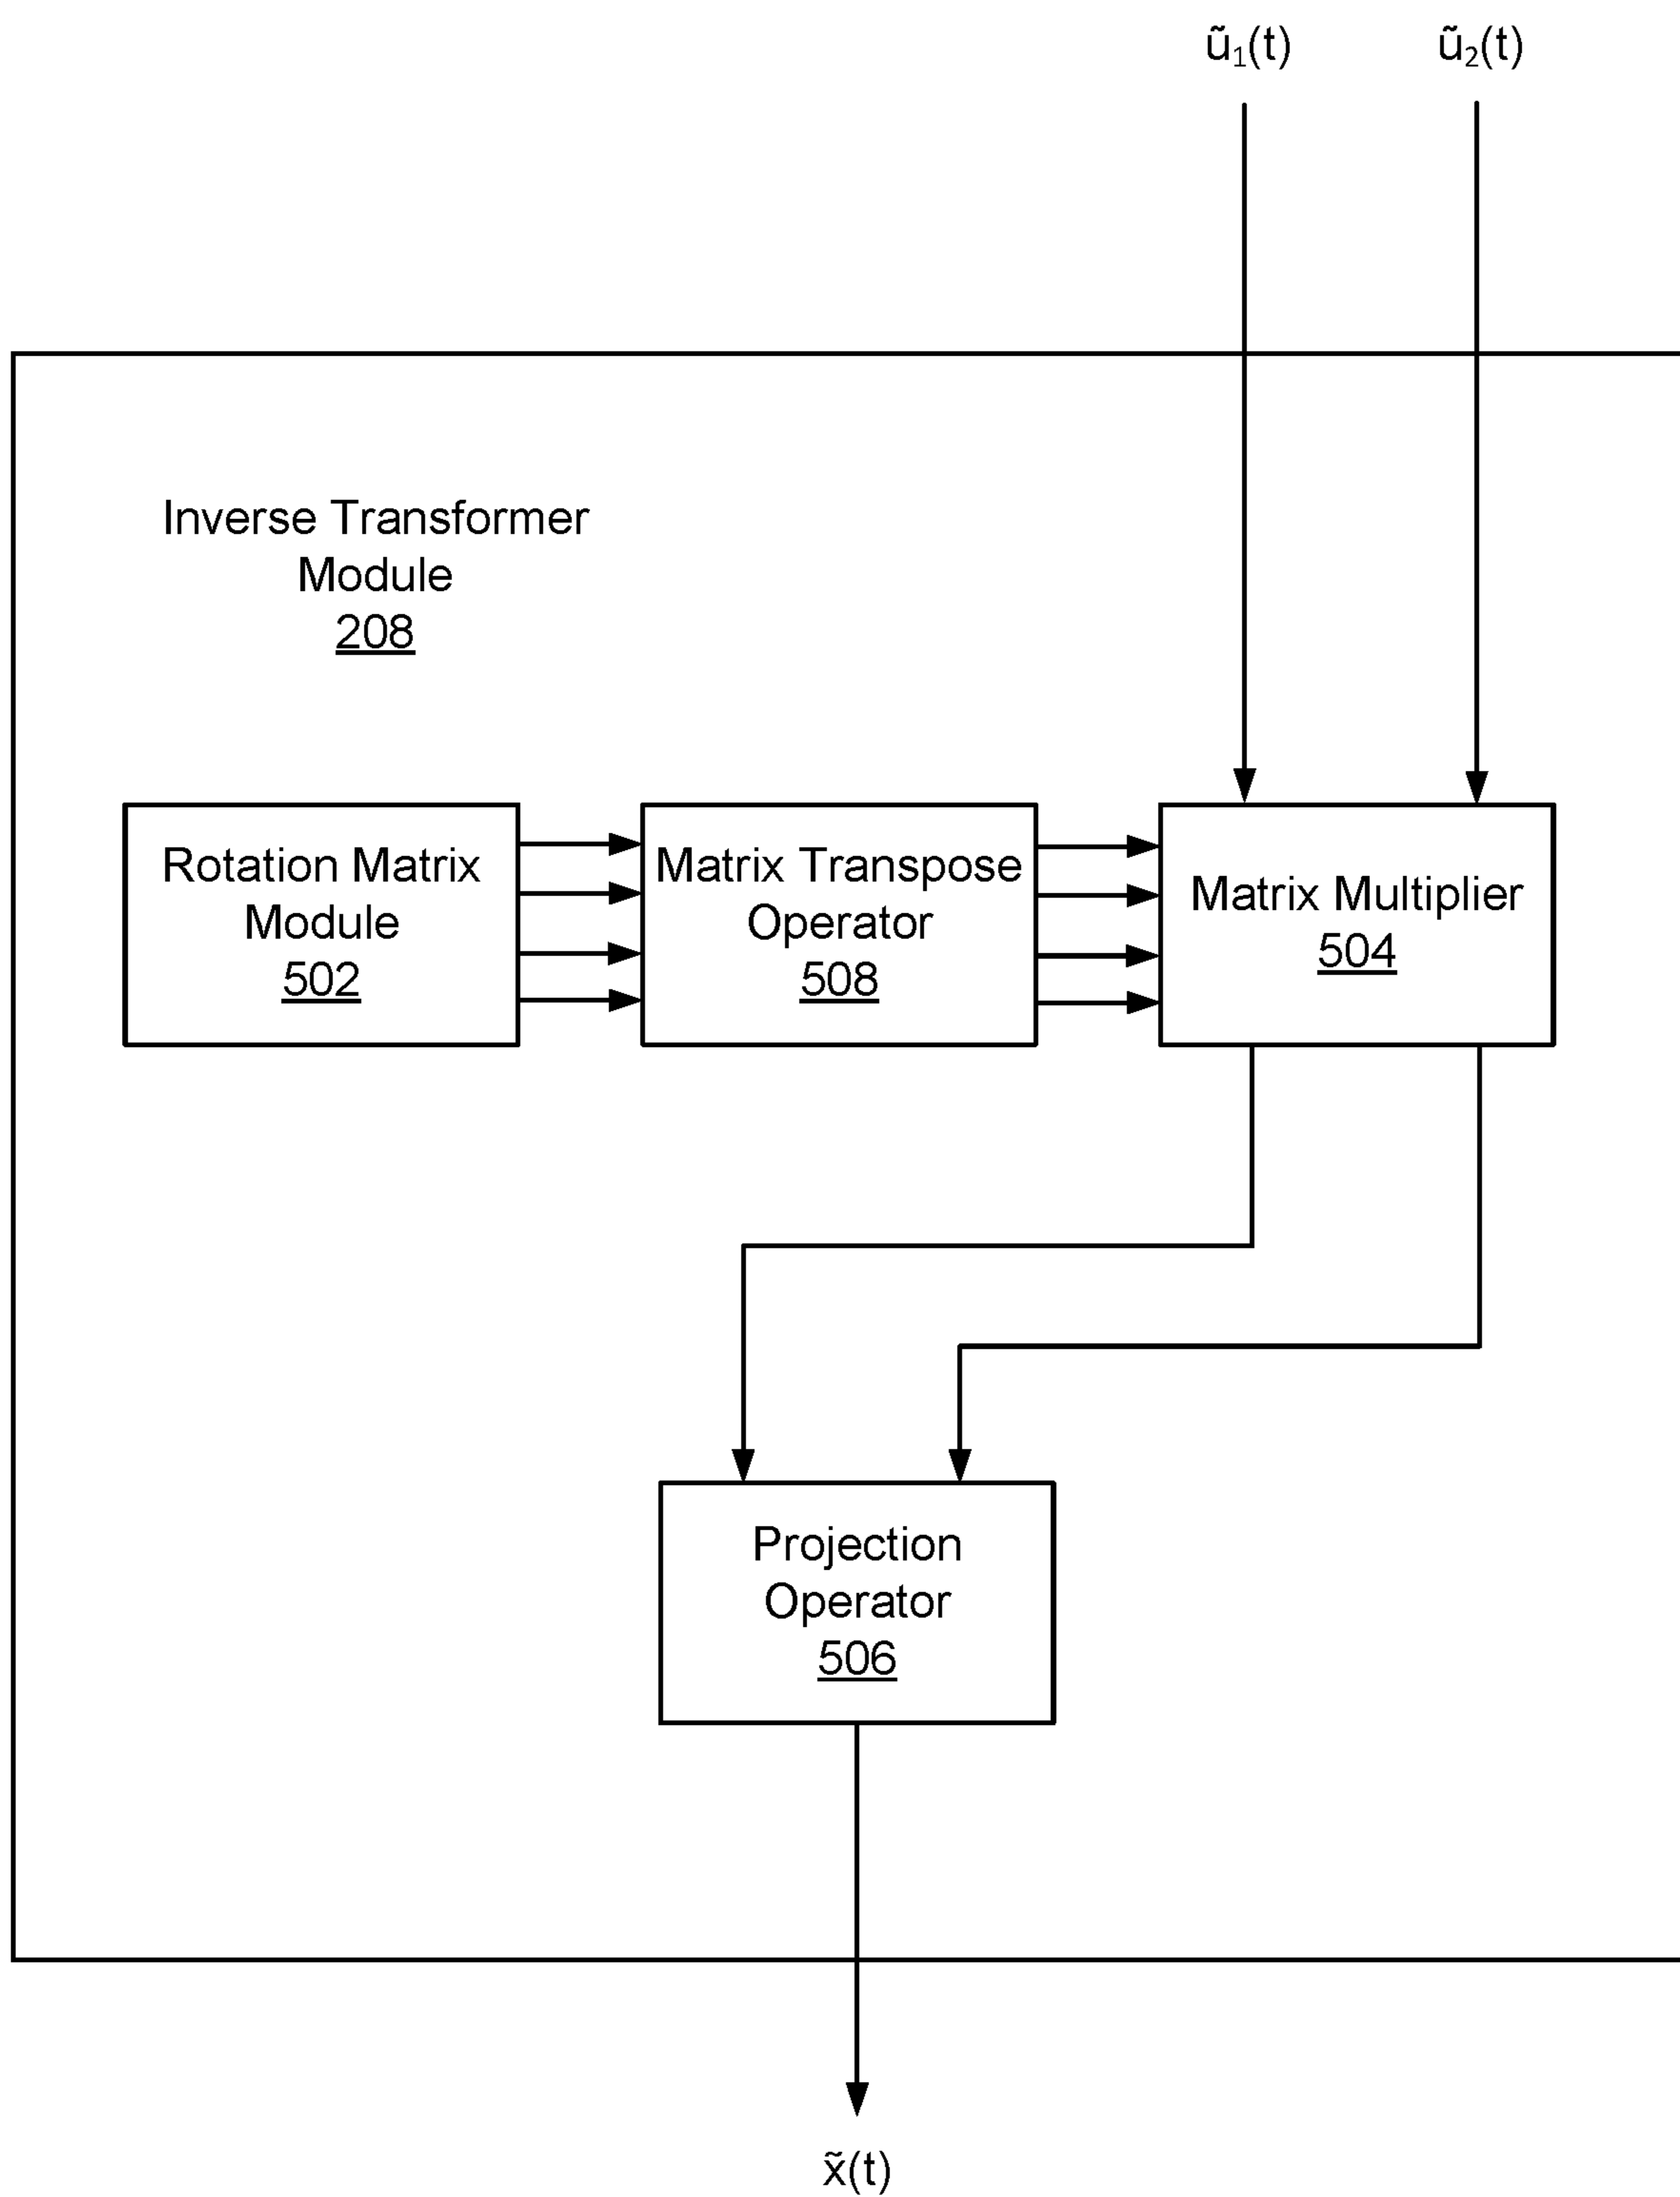 ũ₁(t) ũ₂(t)
Inverse Transformer
Module
208
Rotation Matrix
Module
502
Matrix Transpose
Operator
508
Matrix Multiplier
504
Projection
Operator
506
x̃(t)